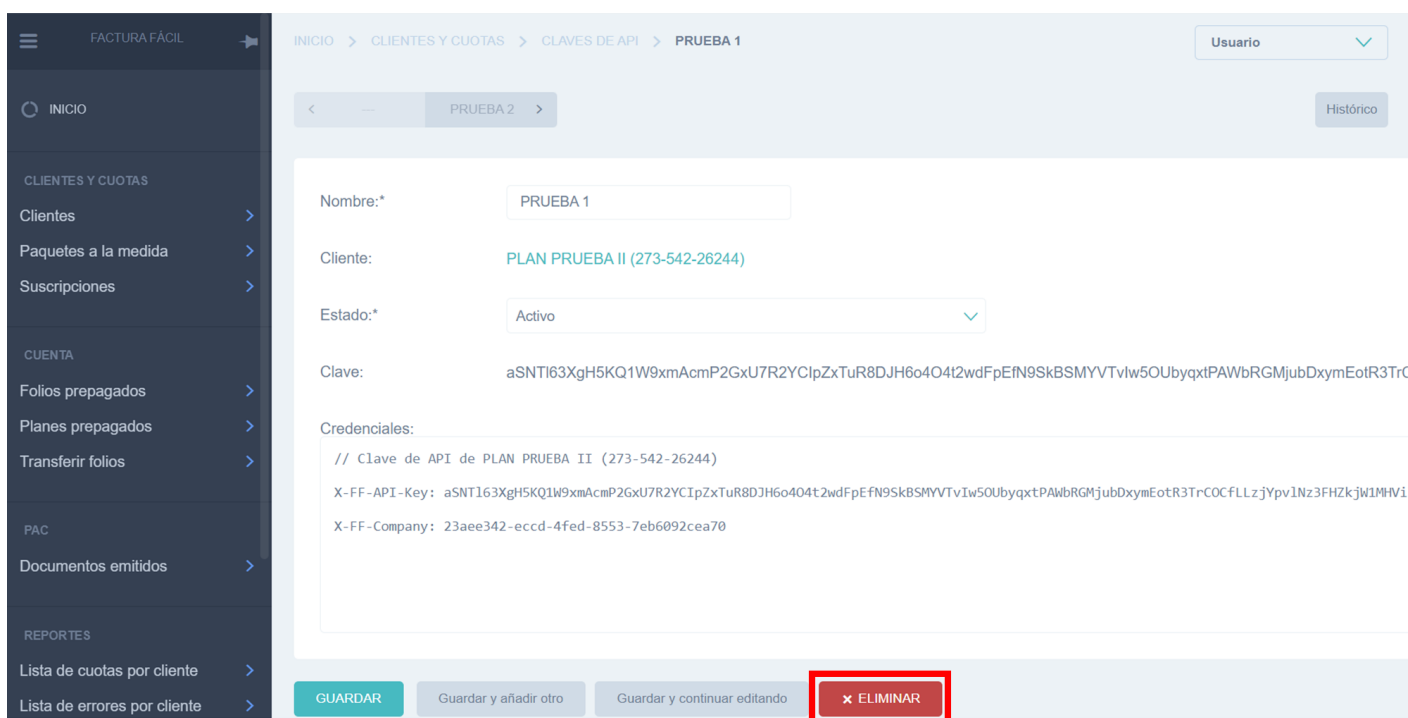 FACTURA FÁCIL
INICIO
CLIENTES Y CUOTAS
Clientes
Paquetes a la medida
Suscripciones
CUENTA
Folios prepagados
Planes prepagados
Transferir folios
PAC
Documentos emitidos
REPORTES
Lista de cuotas por cliente
Lista de errores por cliente
INICIO > CLIENTES Y CUOTAS > CLAVES DE API > PRUEBA 1
Usuario
< --- PRUEBA 2 >
Histórico
Nombre:* PRUEBA 1
Cliente: PLAN PRUEBA II (273-542-26244)
Estado:* Activo
Clave: aSNTl63XgH5KQ1W9xmAcmP2GxU7R2YCIpZxTuR8DJH6o4O4t2wdFpEfN9SkBSMYVTvIw5OUbyqxtPAWbRGMjubDxymEotR3TrC
Credenciales:
// Clave de API de PLAN PRUEBA II (273-542-26244)
X-FF-API-Key: aSNTl63XgH5KQ1W9xmAcmP2GxU7R2YCIpZxTuR8DJH6o4O4t2wdFpEfN9SkBSMYVTvIw5OUbyqxtPAWbRGMjubDxymEotR3TrCOCfLLzjYpvlNz3FHZkjW1MHVi
X-FF-Company: 23aee342-eccd-4fed-8553-7eb6092cea70
GUARDAR
Guardar y añadir otro
Guardar y continuar editando
× ELIMINAR